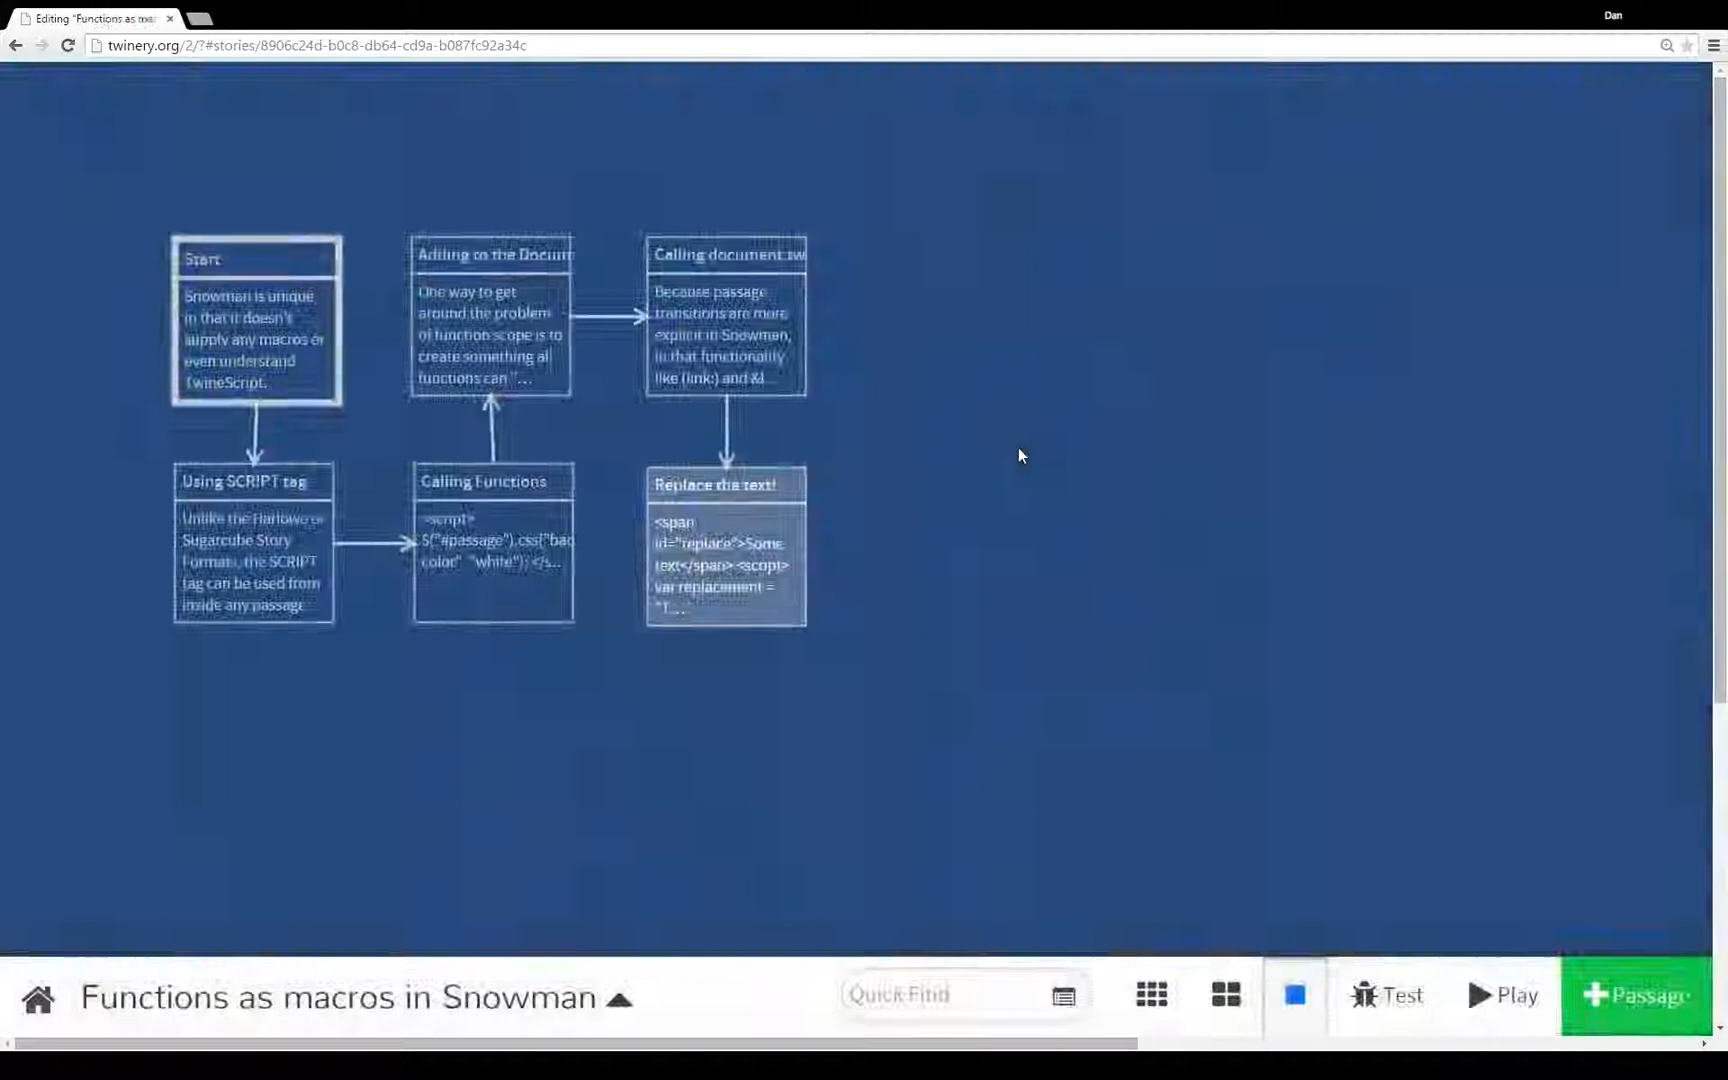 Editing "Functions as mac
Dan
twinery.org/2/?#stories/8906c24d-b0c8-db64-cd9a-b087fc92a34c
Start
Snowman is unique
in that it doesn't
supply any macros or
even understand
TwineScript.
Adding to the Docum
One way to get
around the problem
of function scope is to
create something all
functions can "...
Calling document.tw
Because passage
transitions are more
explicit in Snowman,
in that functionality
like (link:) and &l...
Using SCRIPT tag
Unlike the Harlowe or
Sugarcube Story
Formats, the SCRIPT
tag can be used from
inside any passage
Calling Functions
<script>
$("#passage").css("bac
color" "white"); </s...
Replace the text!
<span
id="replace">Some
text</span> <script>
var replacement =
"T...
Functions as macros in Snowman
Quick Find
Test
Play
Passage